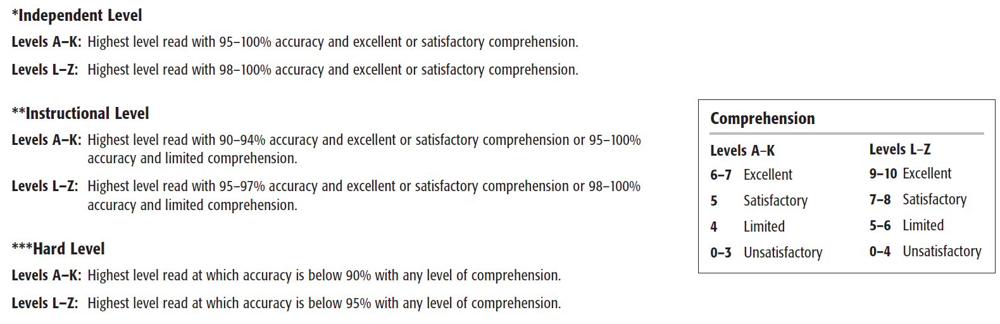 *Independent Level
Levels A–K: Highest level read with 95–100% accuracy and excellent or satisfactory comprehension.
Levels L–Z: Highest level read with 98–100% accuracy and excellent or satisfactory comprehension.
**Instructional Level
Levels A–K: Highest level read with 90–94% accuracy and excellent or satisfactory comprehension or 95–100%
accuracy and limited comprehension.
Levels L–Z: Highest level read with 95–97% accuracy and excellent or satisfactory comprehension or 98–100%
accuracy and limited comprehension.
***Hard Level
Levels A–K: Highest level read at which accuracy is below 90% with any level of comprehension.
Levels L–Z: Highest level read at which accuracy is below 95% with any level of comprehension.
Comprehension
Levels A–K
6–7 Excellent
5 Satisfactory
4 Limited
0–3 Unsatisfactory
Levels L–Z
9–10 Excellent
7–8 Satisfactory
5–6 Limited
0–4 Unsatisfactory